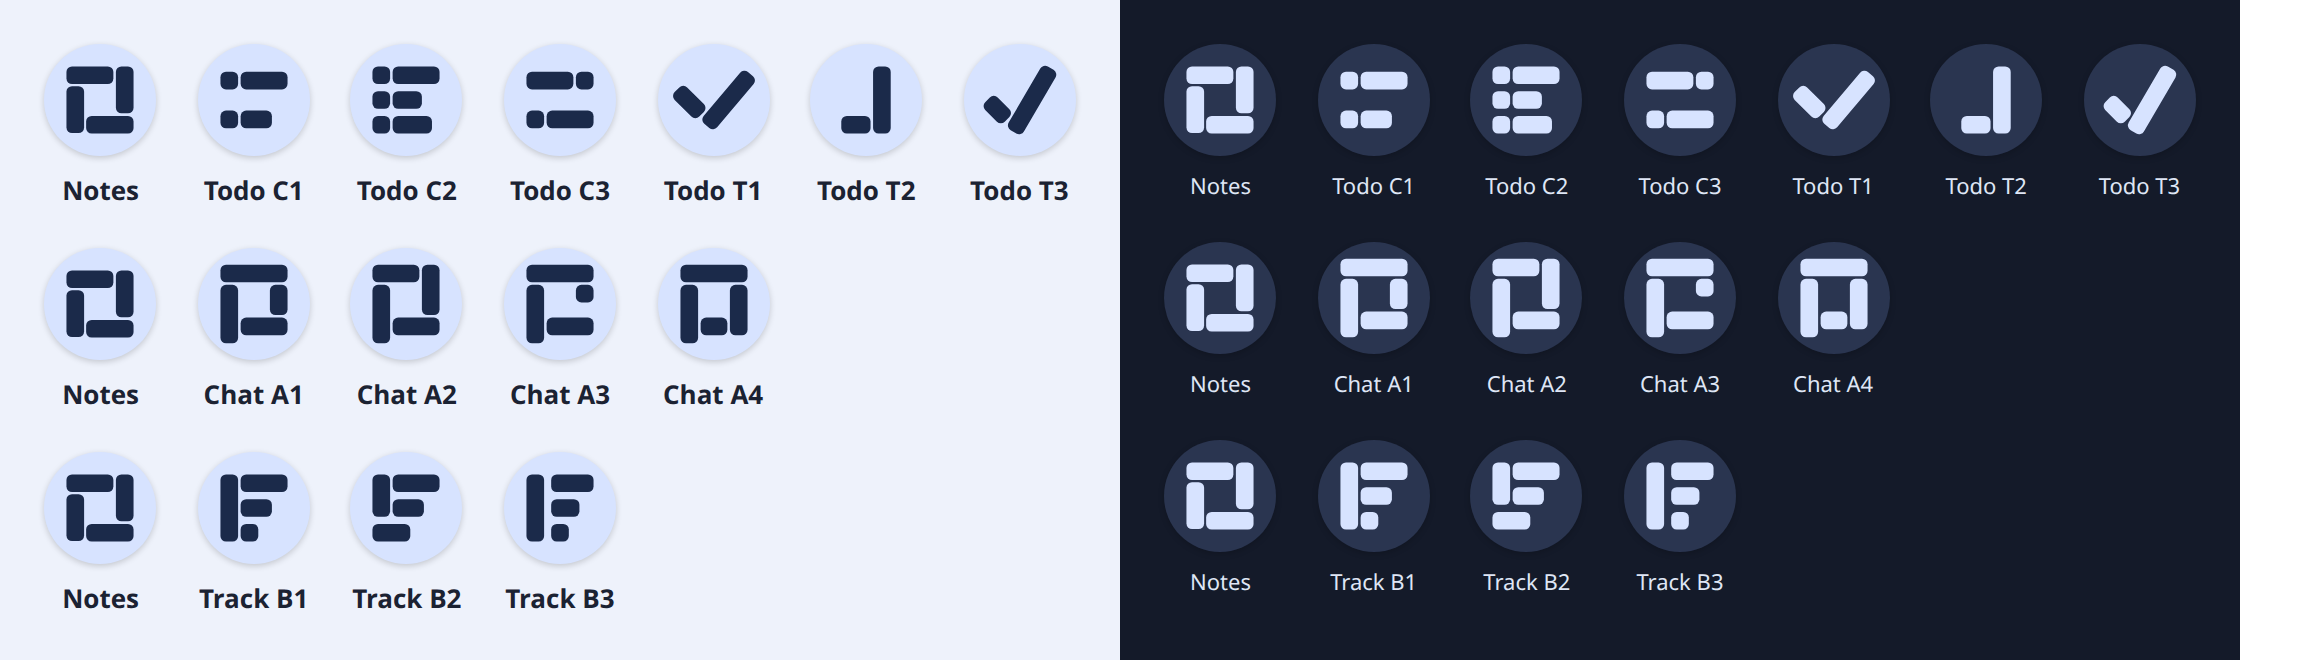 Notes Todo C1 Todo C2 Todo C3 Todo T1 Todo T2 Todo T3
Notes Chat A1 Chat A2 Chat A3 Chat A4
Notes Track B1 Track B2 Track B3
Notes Todo C1 Todo C2 Todo C3 Todo T1 Todo T2 Todo T3
Notes Chat A1 Chat A2 Chat A3 Chat A4
Notes Track B1 Track B2 Track B3